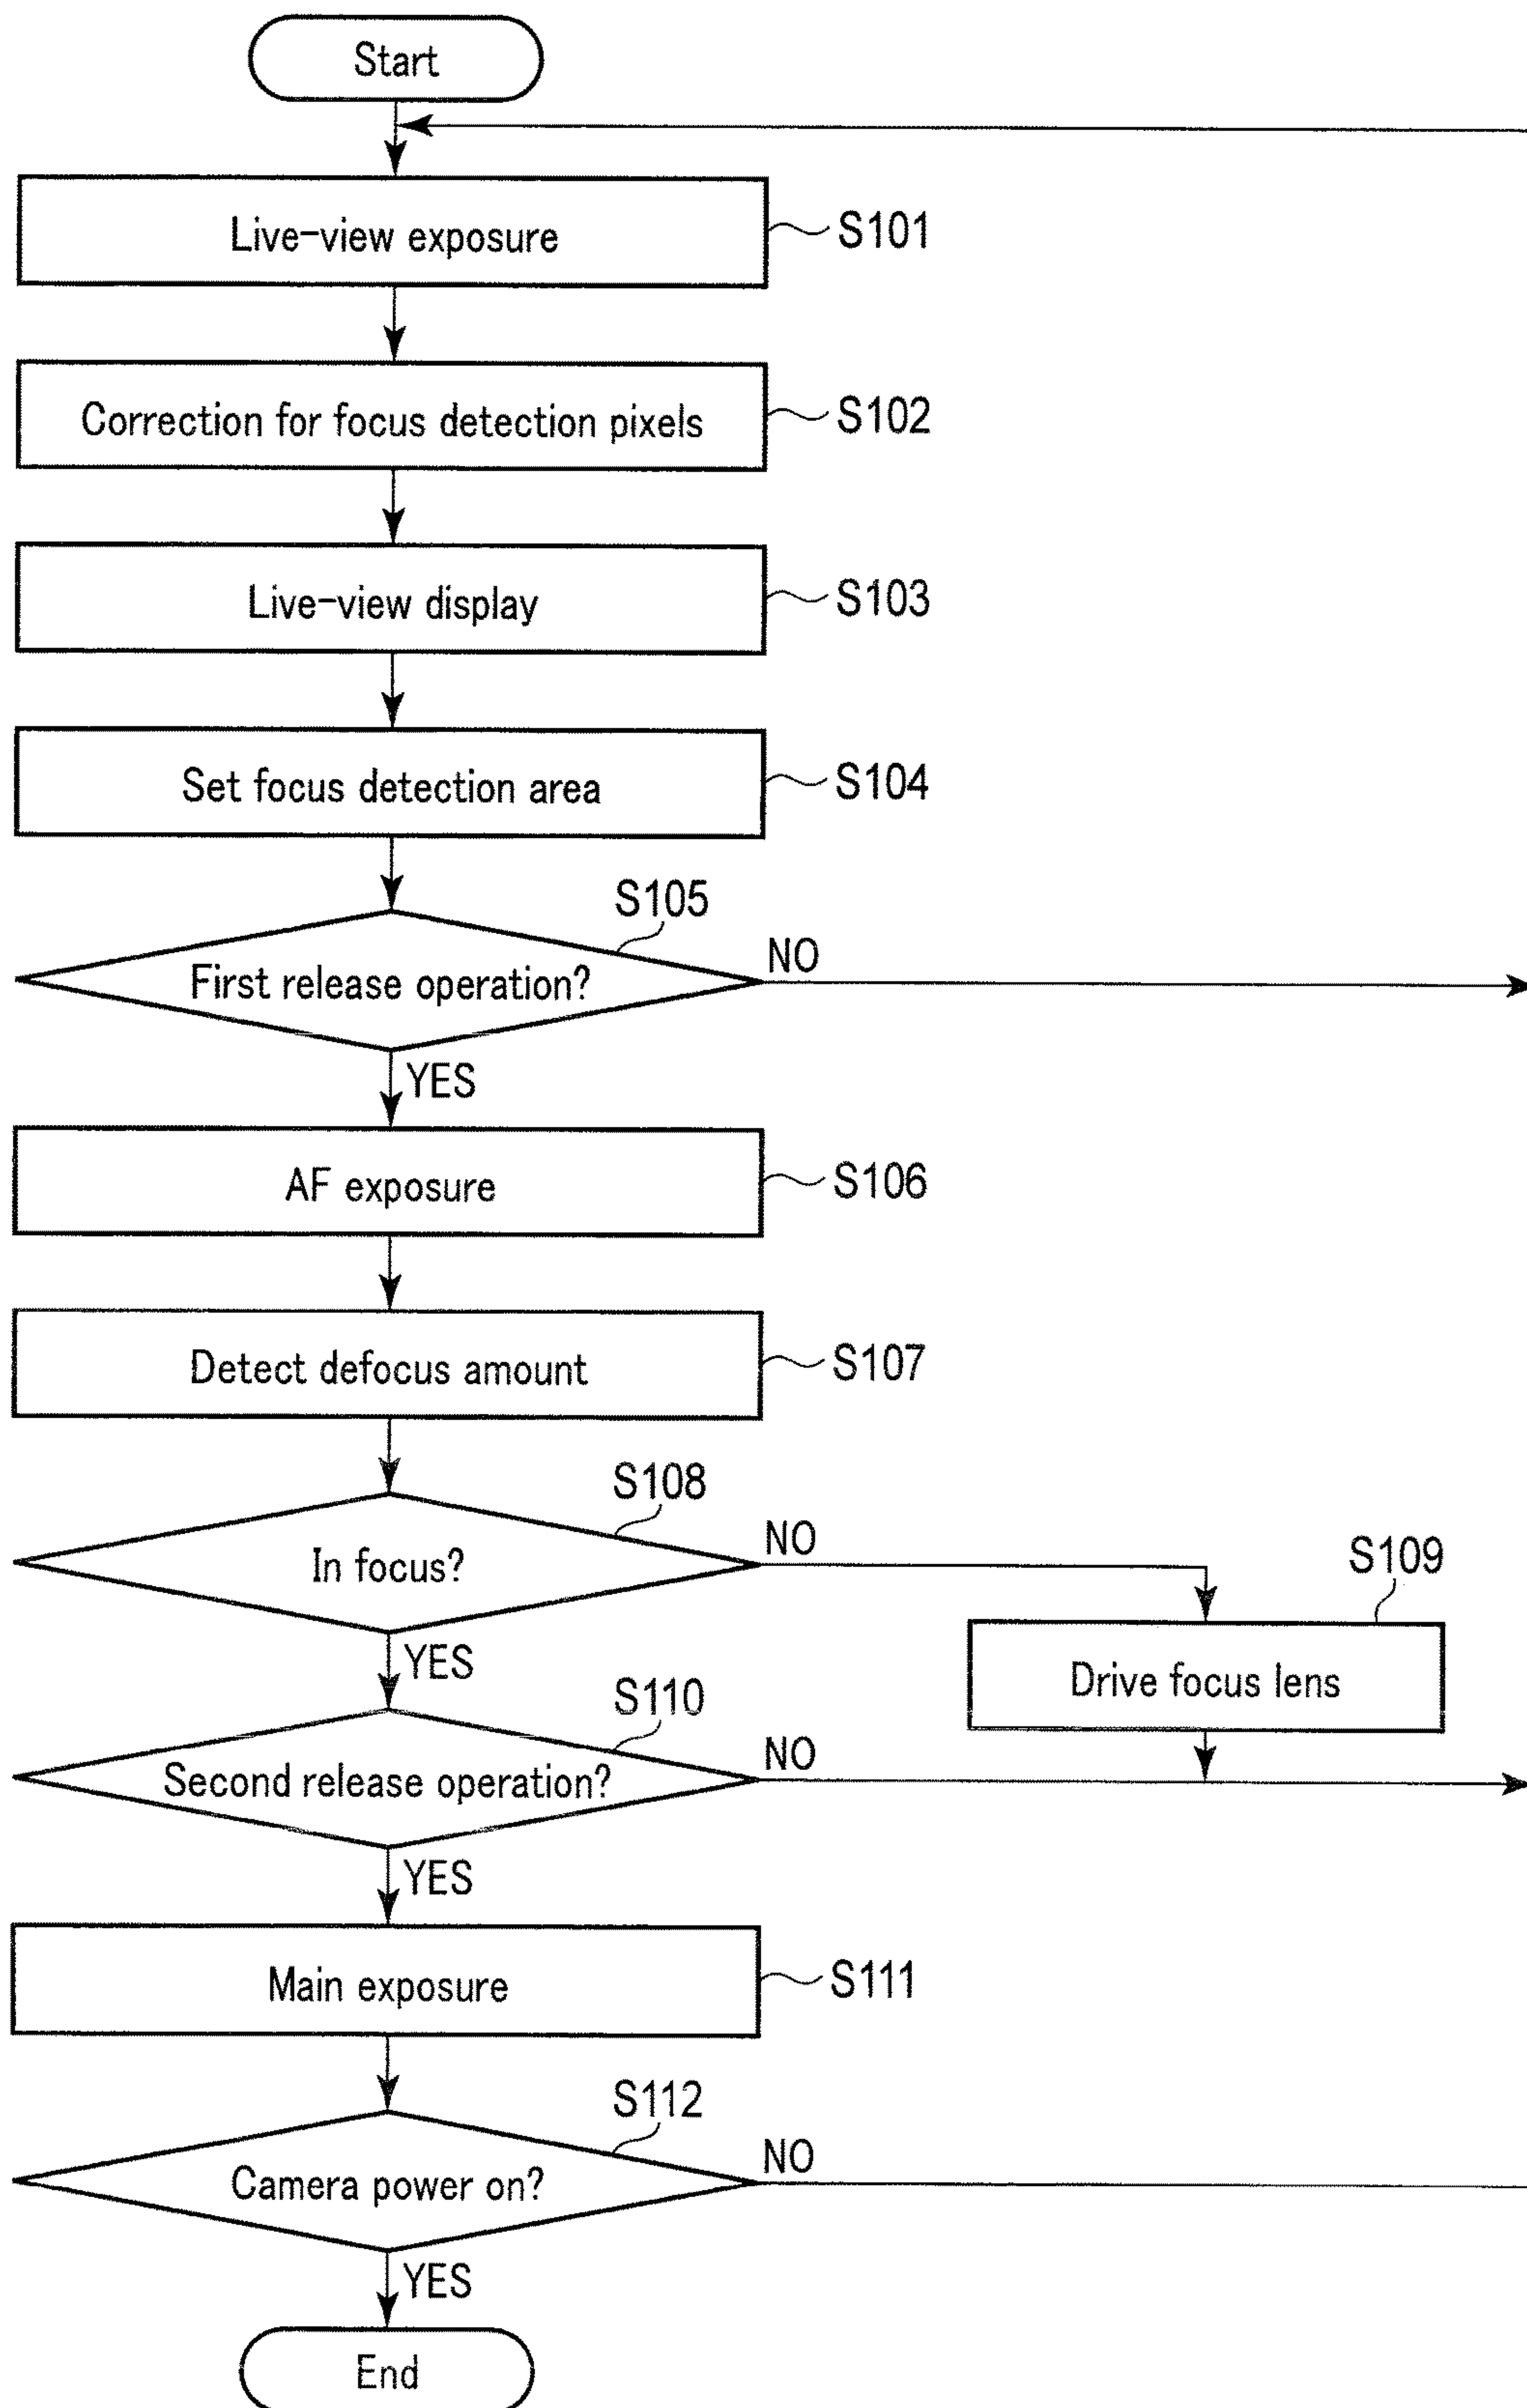 Start
Live-view exposure
S101
Correction for focus detection pixels
S102
Live-view display
S103
Set focus detection area
S104
S105
First release operation?
NO
YES
AF exposure
S106
Detect defocus amount
S107
S108
In focus?
NO
S109
Drive focus lens
YES
S110
Second release operation?
NO
YES
Main exposure
S111
S112
Camera power on?
NO
YES
End